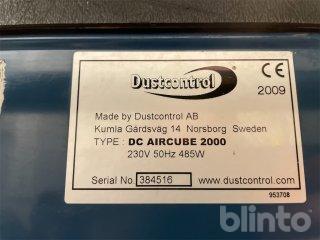 Dustcontrol
CE
2009
Made by Dustcontrol AB
Kumla Gårdsväg 14 Norsborg Sweden
TYPE : DC AIRCUBE 2000
230V 50Hz 485W
Serial No 384516 www.dustcontrol.com
953708
blinto